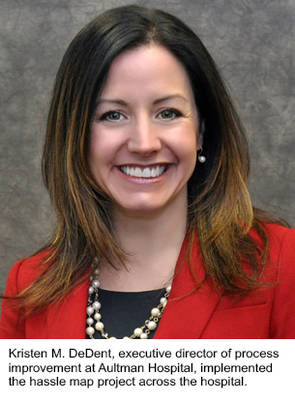 Kristen M. DeDent, executive director of process
improvement at Aultman Hospital, implemented
the hassle map project across the hospital.